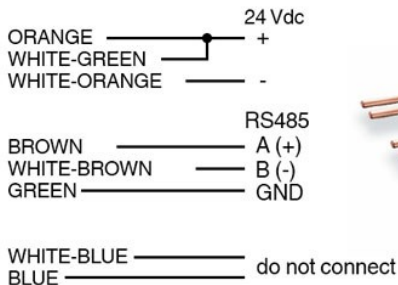 24 Vdc
ORANGE +
WHITE-GREEN
WHITE-ORANGE -
RS485
BROWN A (+)
WHITE-BROWN B (-)
GREEN GND
WHITE-BLUE
do not connect
BLUE